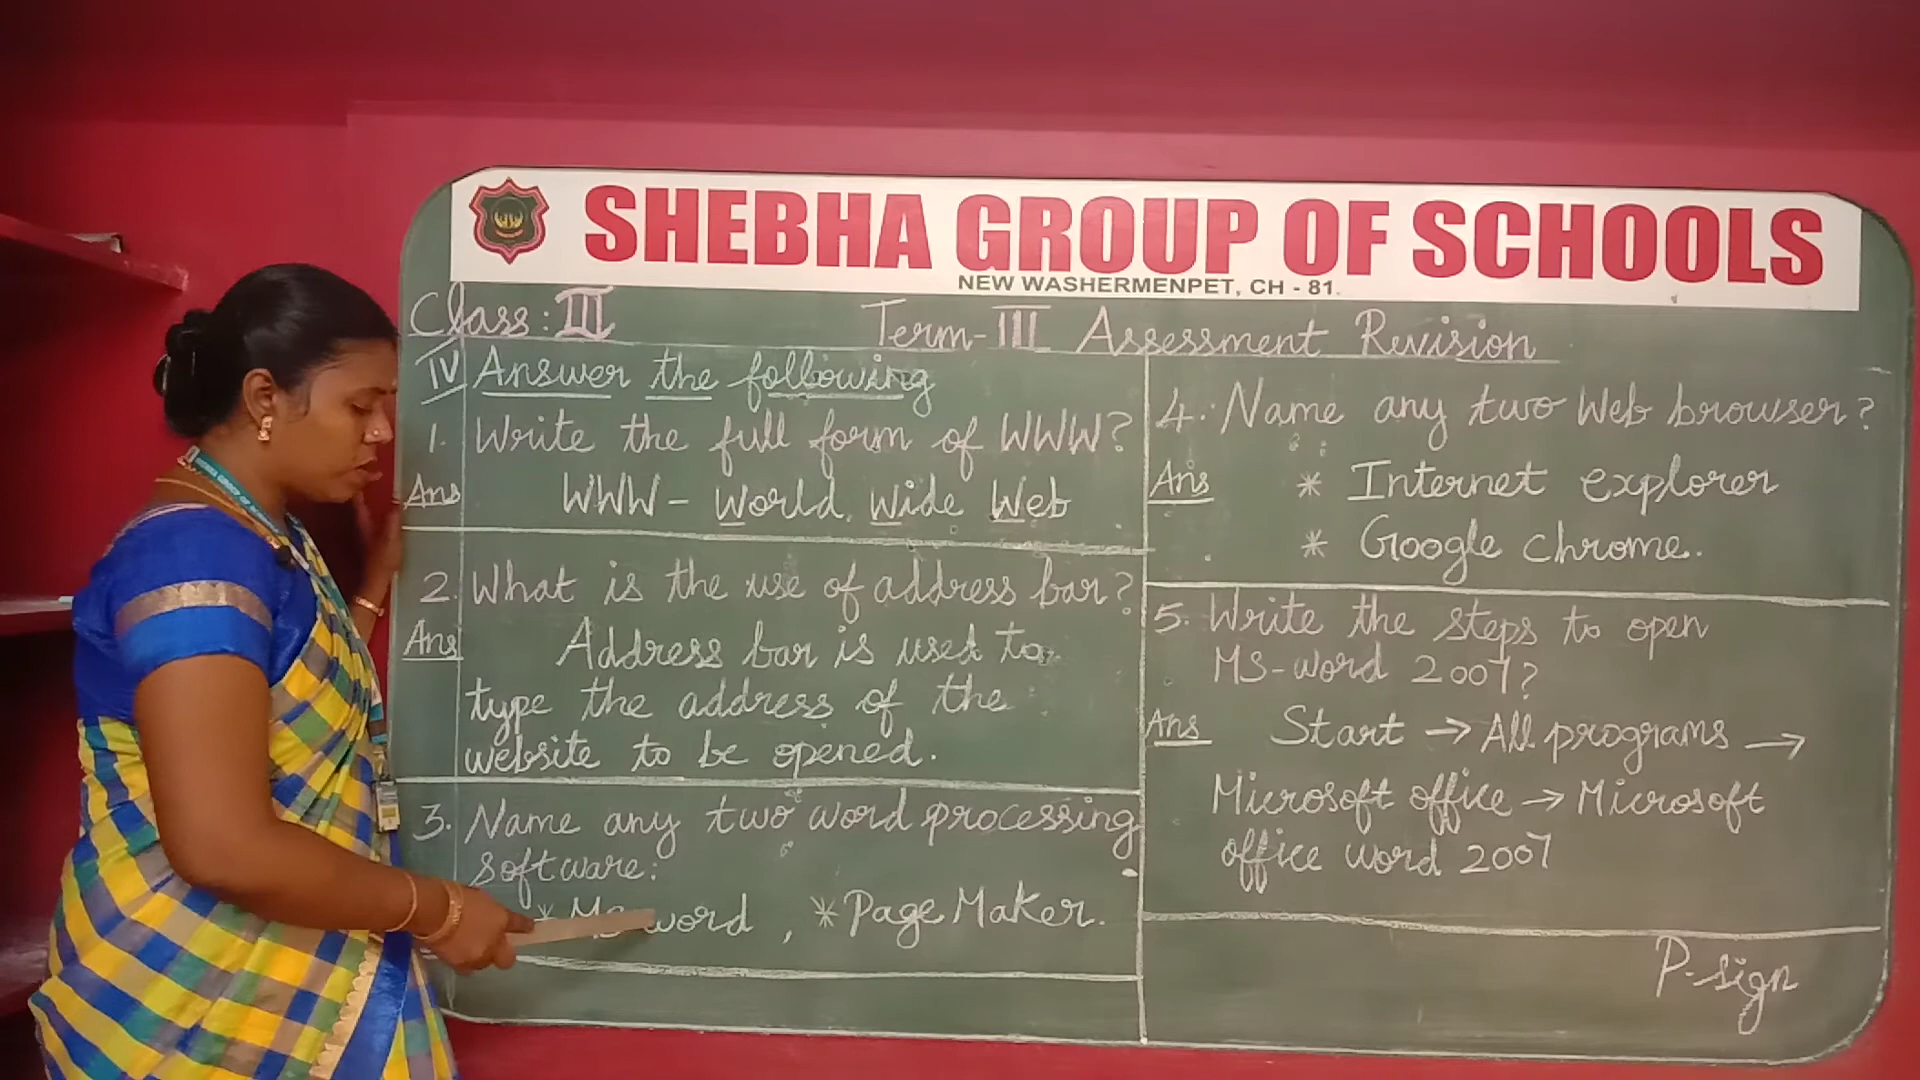 SHEBHA GROUP OF SCHOOLS
NEW WASHERMENPET, CH - 81.
Class : III
Term-III Assessment Revision
IV Answer the following
1. Write the full form of WWW?
Ans WWW - World Wide Web
2. What is the use of address bar?
Ans Address bar is used to
type the address of the
website to be opened.
3. Name any two word processing
software:
* MS word , * Page Maker.
4. Name any two Web browser?
Ans * Internet explorer
* Google chrome.
5. Write the steps to open
MS-word 2007?
Ans Start → All programs →
Microsoft office → Microsoft
office word 2007
P-sign
SHEBHA GROUP OF